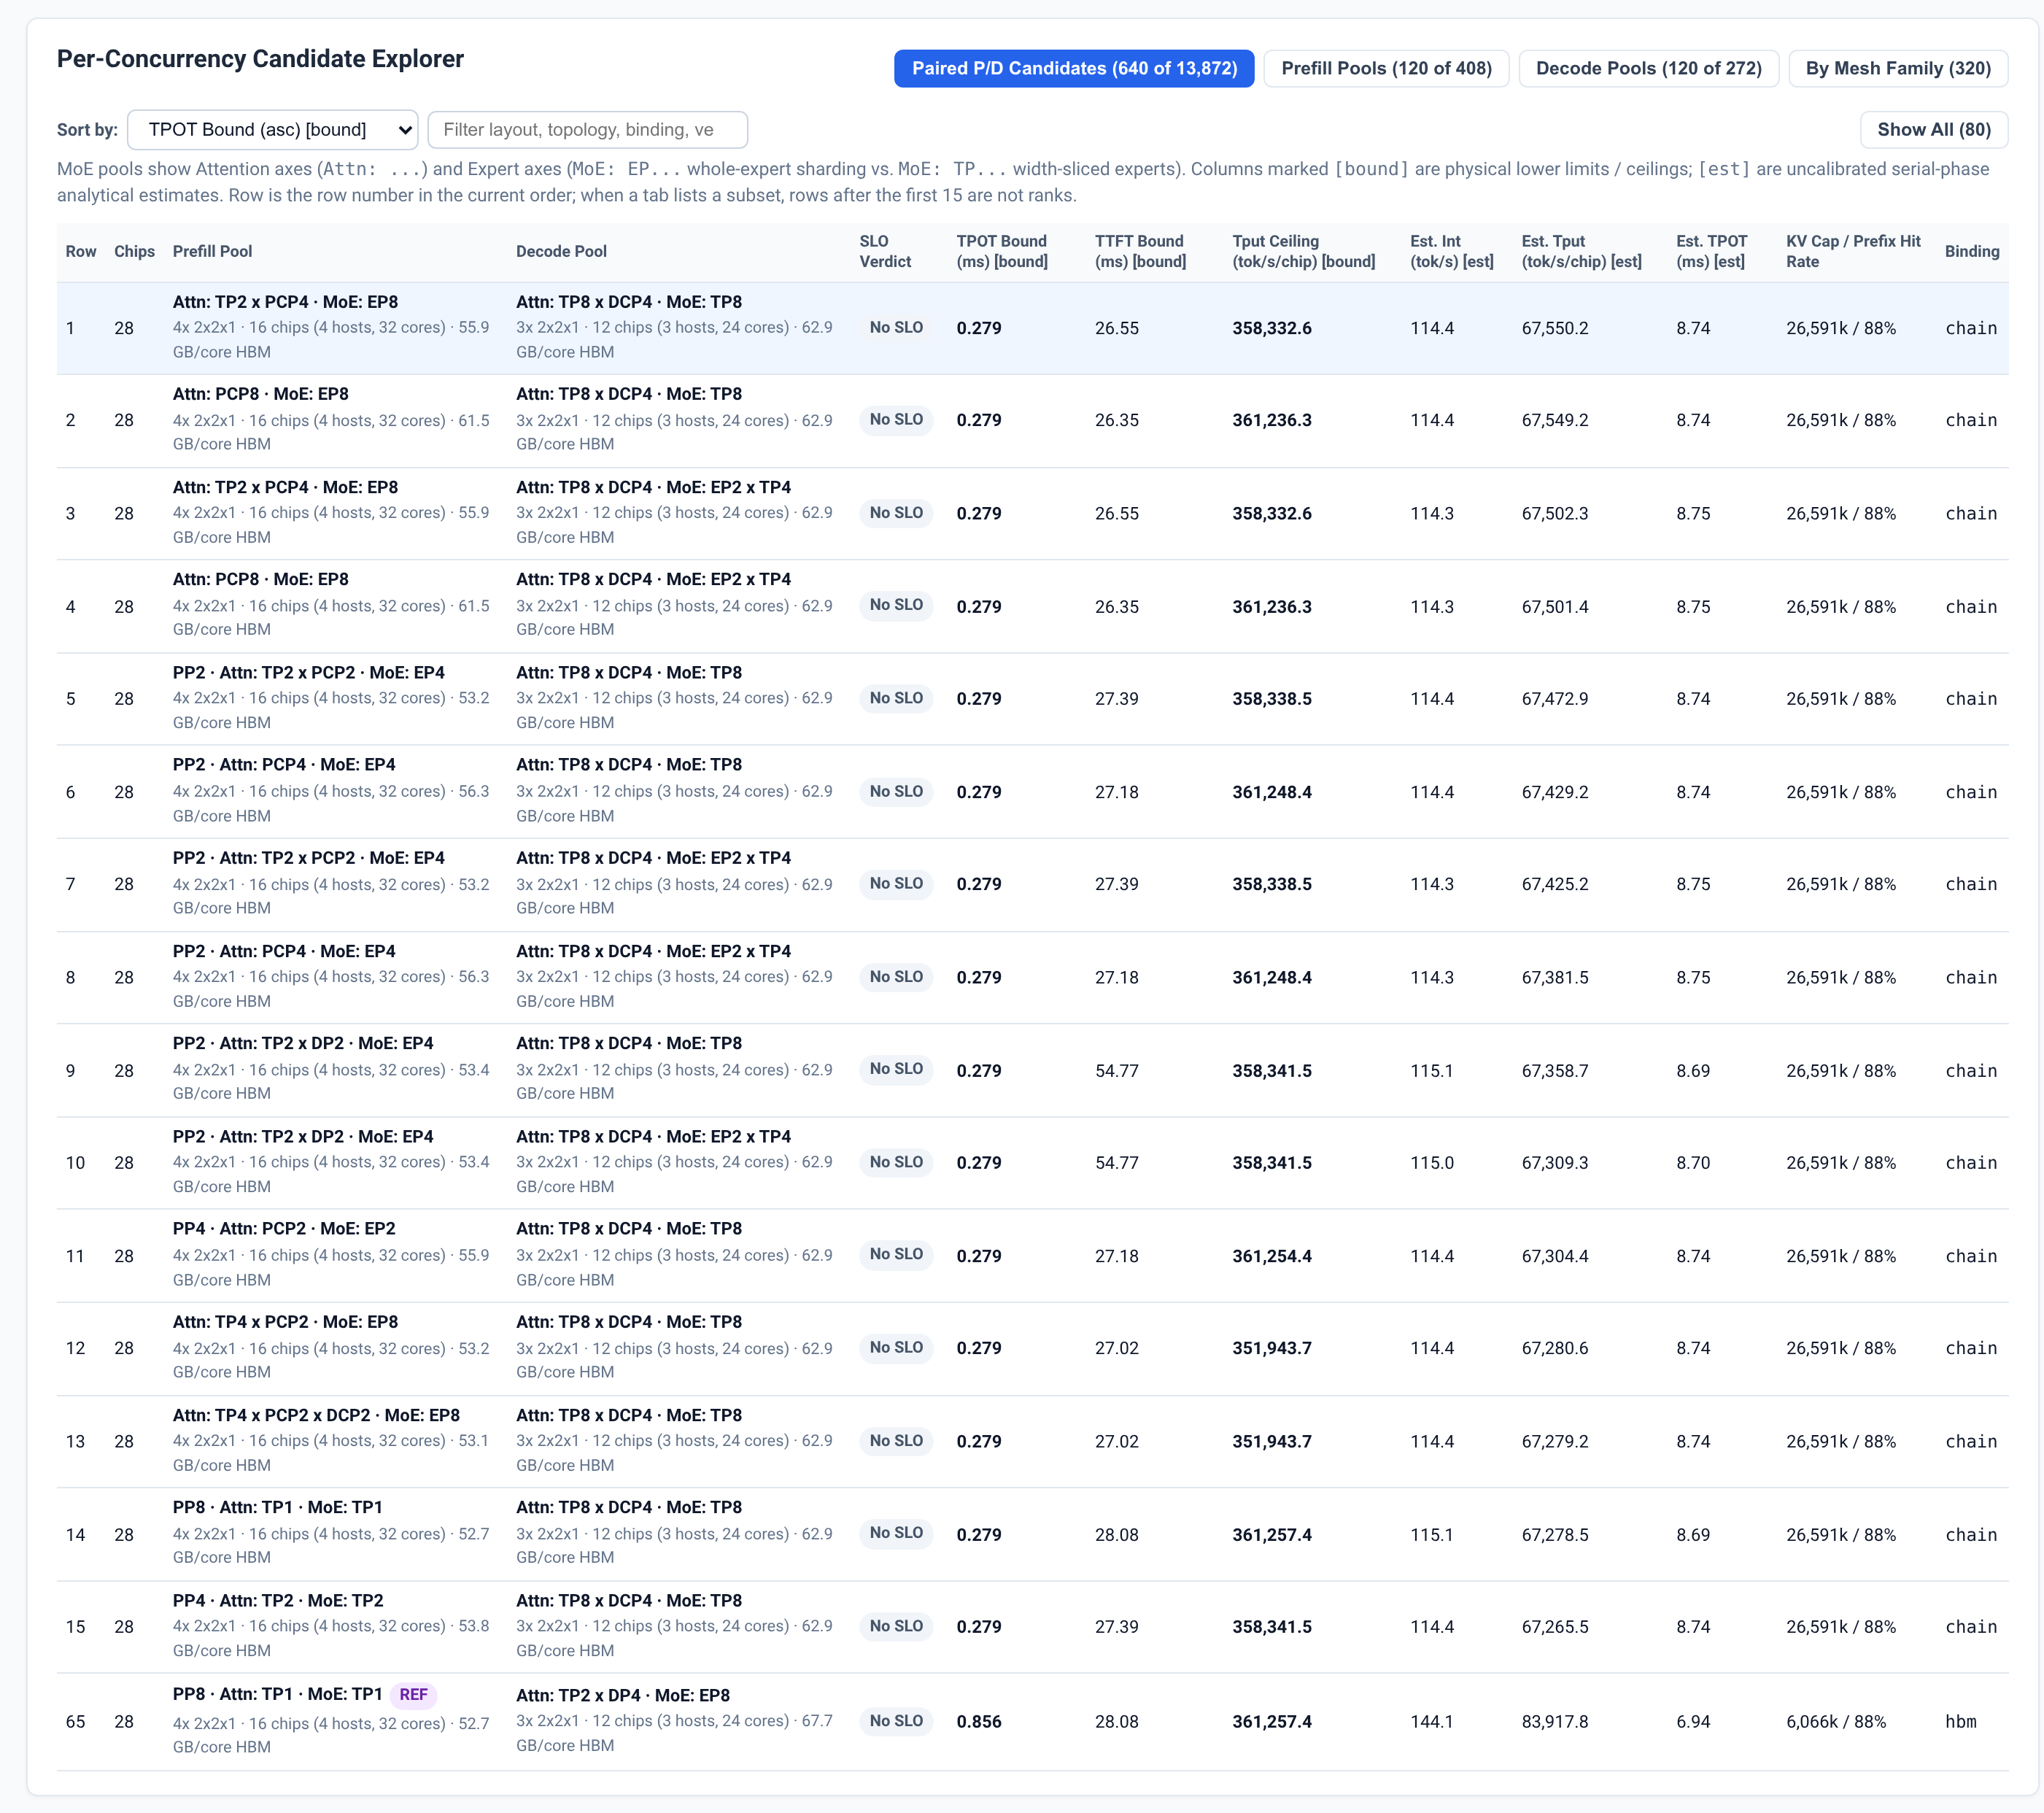 Per-Concurrency Candidate Explorer
Paired P/D Candidates (640 of 13,872)
Prefill Pools (120 of 408)
Decode Pools (120 of 272)
By Mesh Family (320)
Sort by:
TPOT Bound (asc) [bound]
Filter layout, topology, binding, ve
Show All (80)
MoE pools show Attention axes (Attn: ...) and Expert axes (MoE: EP... whole-expert sharding vs. MoE: TP... width-sliced experts). Columns marked [bound] are physical lower limits / ceilings; [est] are uncalibrated serial-phase
analytical estimates. Row is the row number in the current order; when a tab lists a subset, rows after the first 15 are not ranks.
Row Chips Prefill Pool Decode Pool SLO Verdict TPOT Bound (ms) [bound] TTFT Bound (ms) [bound] Tput Ceiling (tok/s/chip) [bound] Est. Int (tok/s) [est] Est. Tput (tok/s/chip) [est] Est. TPOT (ms) [est] KV Cap / Prefix Hit Rate Binding
Attn: TP2 x PCP4 · MoE: EP8 Attn: TP8 x DCP4 · MoE: TP8
1 28 4x 2x2x1 · 16 chips (4 hosts, 32 cores) · 55.9 3x 2x2x1 · 12 chips (3 hosts, 24 cores) · 62.9 No SLO 0.279 26.55 358,332.6 114.4 67,550.2 8.74 26,591k / 88% chain
GB/core HBM GB/core HBM
Attn: PCP8 · MoE: EP8 Attn: TP8 x DCP4 · MoE: TP8
2 28 4x 2x2x1 · 16 chips (4 hosts, 32 cores) · 61.5 3x 2x2x1 · 12 chips (3 hosts, 24 cores) · 62.9 No SLO 0.279 26.35 361,236.3 114.4 67,549.2 8.74 26,591k / 88% chain
GB/core HBM GB/core HBM
Attn: TP2 x PCP4 · MoE: EP8 Attn: TP8 x DCP4 · MoE: EP2 x TP4
3 28 4x 2x2x1 · 16 chips (4 hosts, 32 cores) · 55.9 3x 2x2x1 · 12 chips (3 hosts, 24 cores) · 62.9 No SLO 0.279 26.55 358,332.6 114.3 67,502.3 8.75 26,591k / 88% chain
GB/core HBM GB/core HBM
Attn: PCP8 · MoE: EP8 Attn: TP8 x DCP4 · MoE: EP2 x TP4
4 28 4x 2x2x1 · 16 chips (4 hosts, 32 cores) · 61.5 3x 2x2x1 · 12 chips (3 hosts, 24 cores) · 62.9 No SLO 0.279 26.35 361,236.3 114.3 67,501.4 8.75 26,591k / 88% chain
GB/core HBM GB/core HBM
PP2 · Attn: TP2 x PCP2 · MoE: EP4 Attn: TP8 x DCP4 · MoE: TP8
5 28 4x 2x2x1 · 16 chips (4 hosts, 32 cores) · 53.2 3x 2x2x1 · 12 chips (3 hosts, 24 cores) · 62.9 No SLO 0.279 27.39 358,338.5 114.4 67,472.9 8.74 26,591k / 88% chain
GB/core HBM GB/core HBM
PP2 · Attn: PCP4 · MoE: EP4 Attn: TP8 x DCP4 · MoE: TP8
6 28 4x 2x2x1 · 16 chips (4 hosts, 32 cores) · 56.3 3x 2x2x1 · 12 chips (3 hosts, 24 cores) · 62.9 No SLO 0.279 27.18 361,248.4 114.4 67,429.2 8.74 26,591k / 88% chain
GB/core HBM GB/core HBM
PP2 · Attn: TP2 x PCP2 · MoE: EP4 Attn: TP8 x DCP4 · MoE: EP2 x TP4
7 28 4x 2x2x1 · 16 chips (4 hosts, 32 cores) · 53.2 3x 2x2x1 · 12 chips (3 hosts, 24 cores) · 62.9 No SLO 0.279 27.39 358,338.5 114.3 67,425.2 8.75 26,591k / 88% chain
GB/core HBM GB/core HBM
PP2 · Attn: PCP4 · MoE: EP4 Attn: TP8 x DCP4 · MoE: EP2 x TP4
8 28 4x 2x2x1 · 16 chips (4 hosts, 32 cores) · 56.3 3x 2x2x1 · 12 chips (3 hosts, 24 cores) · 62.9 No SLO 0.279 27.18 361,248.4 114.3 67,381.5 8.75 26,591k / 88% chain
GB/core HBM GB/core HBM
PP2 · Attn: TP2 x DP2 · MoE: EP4 Attn: TP8 x DCP4 · MoE: TP8
9 28 4x 2x2x1 · 16 chips (4 hosts, 32 cores) · 53.4 3x 2x2x1 · 12 chips (3 hosts, 24 cores) · 62.9 No SLO 0.279 54.77 358,341.5 115.1 67,358.7 8.69 26,591k / 88% chain
GB/core HBM GB/core HBM
PP2 · Attn: TP2 x DP2 · MoE: EP4 Attn: TP8 x DCP4 · MoE: EP2 x TP4
10 28 4x 2x2x1 · 16 chips (4 hosts, 32 cores) · 53.4 3x 2x2x1 · 12 chips (3 hosts, 24 cores) · 62.9 No SLO 0.279 54.77 358,341.5 115.0 67,309.3 8.70 26,591k / 88% chain
GB/core HBM GB/core HBM
PP4 · Attn: PCP2 · MoE: EP2 Attn: TP8 x DCP4 · MoE: TP8
11 28 4x 2x2x1 · 16 chips (4 hosts, 32 cores) · 55.9 3x 2x2x1 · 12 chips (3 hosts, 24 cores) · 62.9 No SLO 0.279 27.18 361,254.4 114.4 67,304.4 8.74 26,591k / 88% chain
GB/core HBM GB/core HBM
Attn: TP4 x PCP2 · MoE: EP8 Attn: TP8 x DCP4 · MoE: TP8
12 28 4x 2x2x1 · 16 chips (4 hosts, 32 cores) · 53.2 3x 2x2x1 · 12 chips (3 hosts, 24 cores) · 62.9 No SLO 0.279 27.02 351,943.7 114.4 67,280.6 8.74 26,591k / 88% chain
GB/core HBM GB/core HBM
Attn: TP4 x PCP2 x DCP2 · MoE: EP8 Attn: TP8 x DCP4 · MoE: TP8
13 28 4x 2x2x1 · 16 chips (4 hosts, 32 cores) · 53.1 3x 2x2x1 · 12 chips (3 hosts, 24 cores) · 62.9 No SLO 0.279 27.02 351,943.7 114.4 67,279.2 8.74 26,591k / 88% chain
GB/core HBM GB/core HBM
PP8 · Attn: TP1 · MoE: TP1 Attn: TP8 x DCP4 · MoE: TP8
14 28 4x 2x2x1 · 16 chips (4 hosts, 32 cores) · 52.7 3x 2x2x1 · 12 chips (3 hosts, 24 cores) · 62.9 No SLO 0.279 28.08 361,257.4 115.1 67,278.5 8.69 26,591k / 88% chain
GB/core HBM GB/core HBM
PP4 · Attn: TP2 · MoE: TP2 Attn: TP8 x DCP4 · MoE: TP8
15 28 4x 2x2x1 · 16 chips (4 hosts, 32 cores) · 53.8 3x 2x2x1 · 12 chips (3 hosts, 24 cores) · 62.9 No SLO 0.279 27.39 358,341.5 114.4 67,265.5 8.74 26,591k / 88% chain
GB/core HBM GB/core HBM
PP8 · Attn: TP1 · MoE: TP1 REF Attn: TP2 x DP4 · MoE: EP8
65 28 4x 2x2x1 · 16 chips (4 hosts, 32 cores) · 52.7 3x 2x2x1 · 12 chips (3 hosts, 24 cores) · 67.7 No SLO 0.856 28.08 361,257.4 144.1 83,917.8 6.94 6,066k / 88% hbm
GB/core HBM GB/core HBM